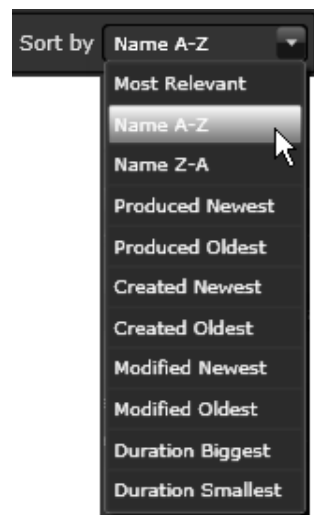 Sort by Name A-Z
Most Relevant
Name A-Z
Name Z-A
Produced Newest
Produced Oldest
Created Newest
Created Oldest
Modified Newest
Modified Oldest
Duration Biggest
Duration Smallest